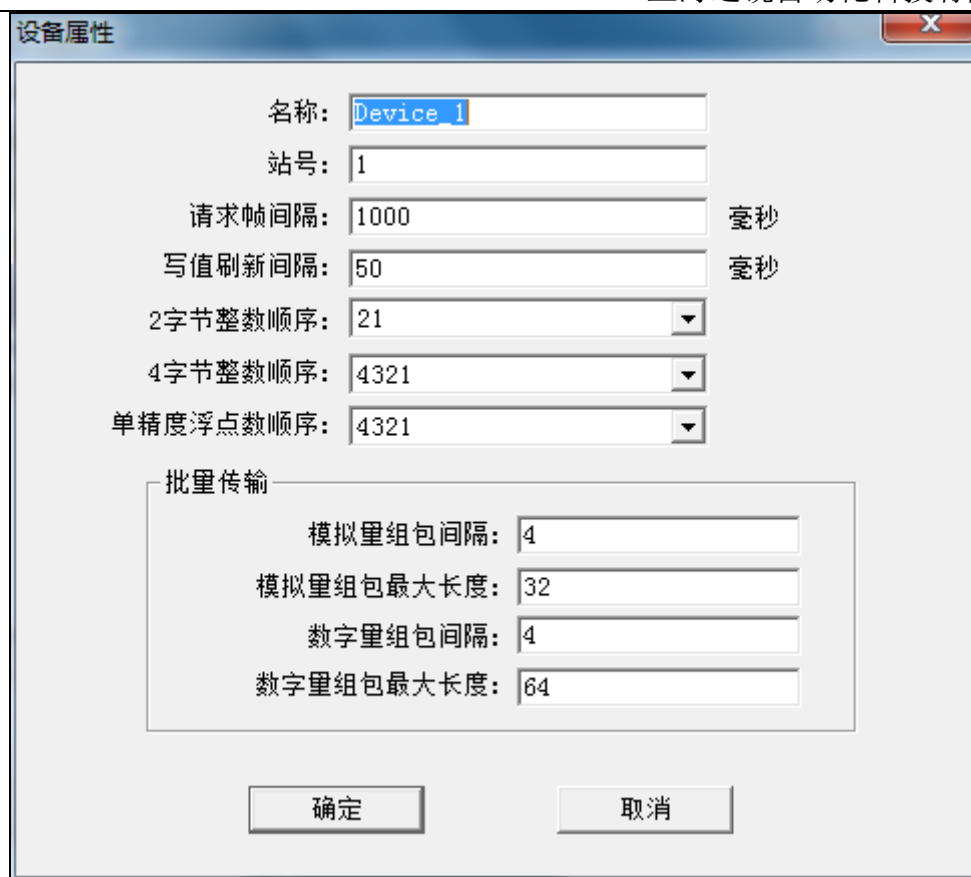 设备属性
名称： Device_1
站号： 1
请求帧间隔： 1000 毫秒
写值刷新间隔： 50 毫秒
2字节整数顺序： 21
4字节整数顺序： 4321
单精度浮点数顺序： 4321
批量传输
模拟量组包间隔： 4
模拟量组包最大长度： 32
数字量组包间隔： 4
数字量组包最大长度： 64
确定 取消